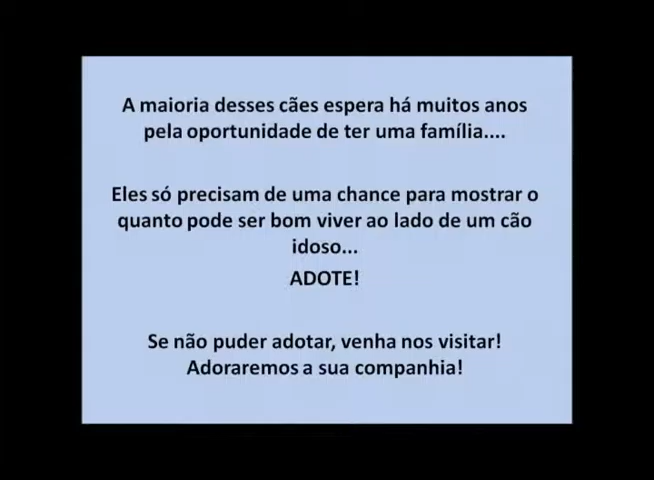 A maioria desses cães espera há muitos anos
pela oportunidade de ter uma família....
Eles só precisam de uma chance para mostrar o
quanto pode ser bom viver ao lado de um cão
idoso...
ADOTE!
Se não puder adotar, venha nos visitar!
Adoraremos a sua companhia!